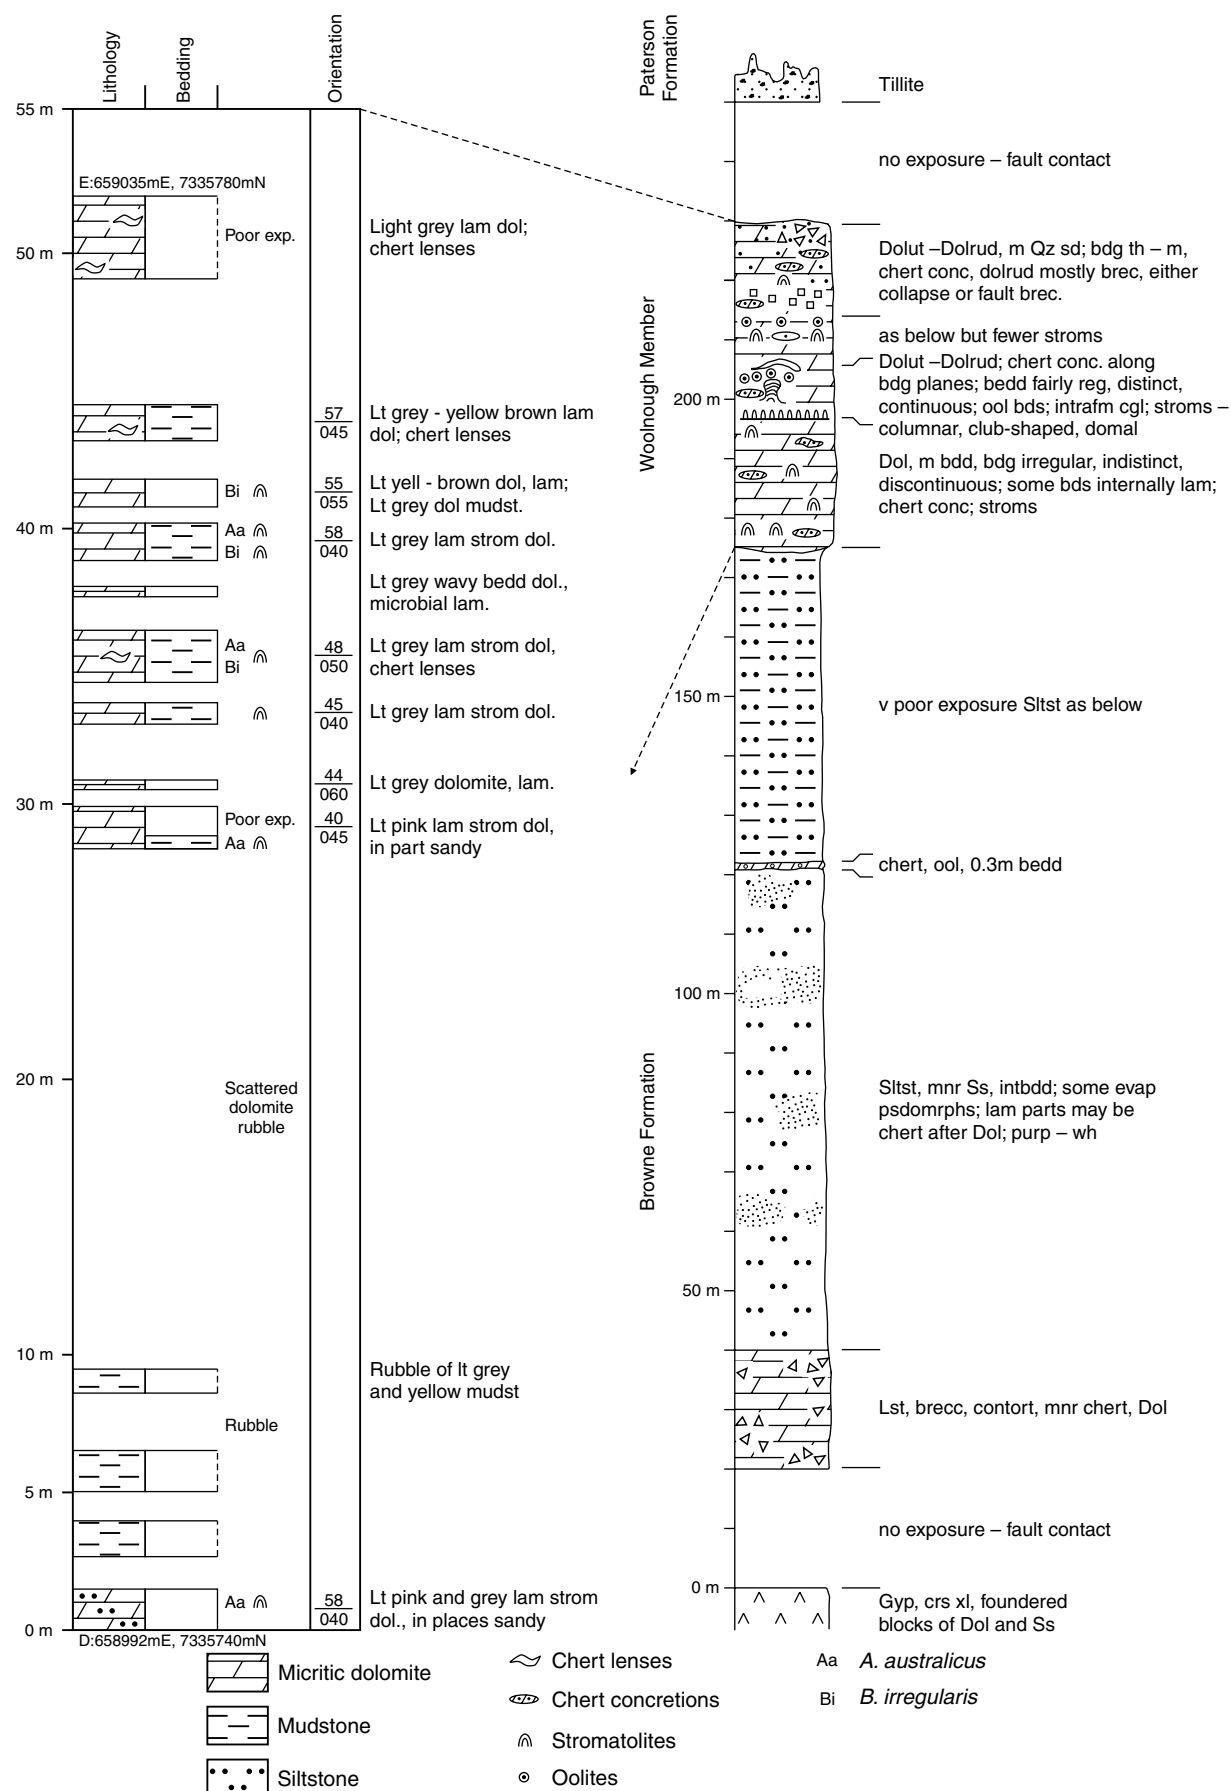 Lithology
Bedding
Orientation
55 m
E:659035mE, 7335780mN
Poor exp.
Light grey lam dol;
chert lenses
50 m
57
045
Lt grey - yellow brown lam
dol; chert lenses
Bi
55
055
Lt yell - brown dol, lam;
Lt grey dol mudst.
40 m
Aa
Bi
58
040
Lt grey lam strom dol.
Lt grey wavy bedd dol.,
microbial lam.
Aa
Bi
48
050
Lt grey lam strom dol,
chert lenses
45
040
Lt grey lam strom dol.
44
060
Lt grey dolomite, lam.
30 m
Poor exp.
Aa
40
045
Lt pink lam strom dol,
in part sandy
20 m
Scattered
dolomite
rubble
10 m
Rubble of lt grey
and yellow mudst
Rubble
5 m
Aa
58
040
Lt pink and grey lam strom
dol., in places sandy
0 m
D:658992mE, 7335740mN
Paterson
Formation
Tillite
no exposure – fault contact
Woolnough Member
Dolut –Dolrud, m Qz sd; bdg th – m,
chert conc, dolrud mostly brec, either
collapse or fault brec.
as below but fewer stroms
Dolut –Dolrud; chert conc. along
bdg planes; bedd fairly reg, distinct,
continuous; ool bds; intrafm cgl; stroms –
columnar, club-shaped, domal
200 m
Dol, m bdd, bdg irregular, indistinct,
discontinuous; some bds internally lam;
chert conc; stroms
150 m
v poor exposure Sltst as below
chert, ool, 0.3m bedd
100 m
Browne Formation
Sltst, mnr Ss, intbdd; some evap
psdomrphs; lam parts may be
chert after Dol; purp – wh
50 m
Lst, brecc, contort, mnr chert, Dol
no exposure – fault contact
0 m
Gyp, crs xl, foundered
blocks of Dol and Ss
Micritic dolomite
Mudstone
Siltstone
Chert lenses
Chert concretions
Stromatolites
Oolites
Aa A. australicus
Bi B. irregularis